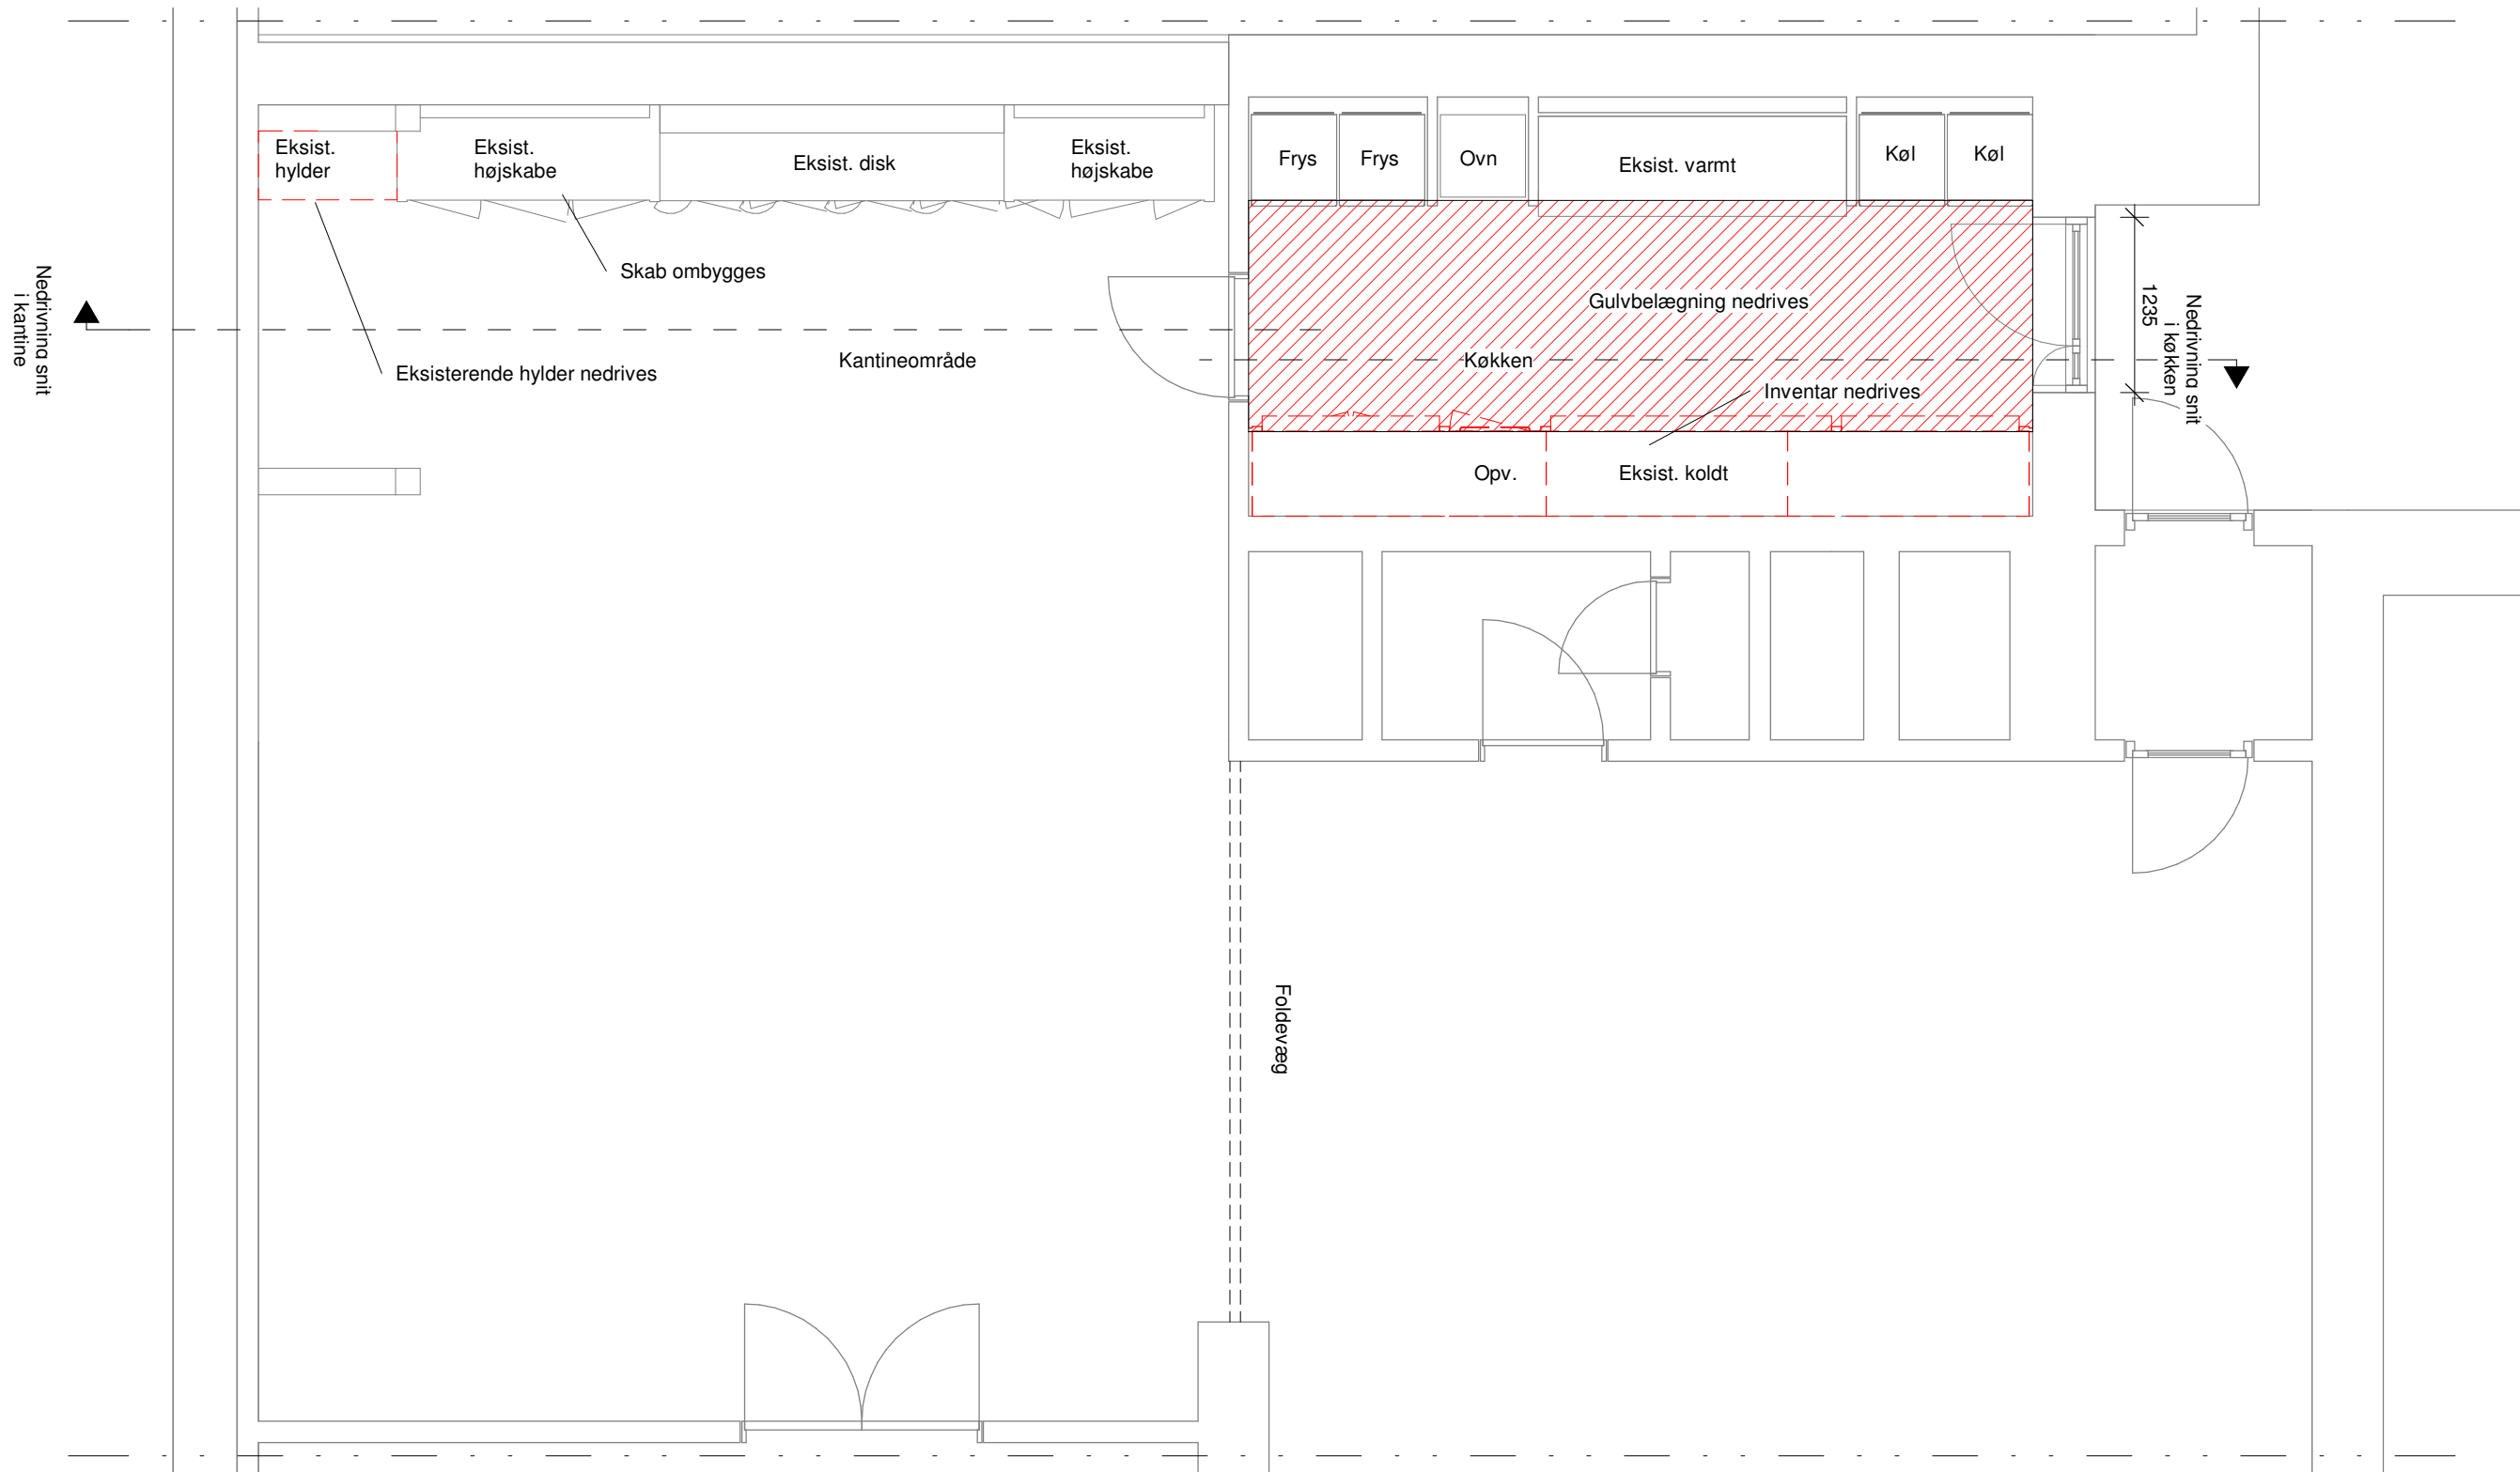 Eksist.
hylder
Eksist.
højskabe
Eksist. disk
Eksist.
højskabe
Frys
Frys
Ovn
Eksist. varmt
Køl
Køl
Skab ombygges
Eksisterende hylder nedrives
Kantineområde
Gulvbelægning nedrives
Køkken
Inventar nedrives
Opv.
Eksist. koldt
Nedrivning snit
i kantine
1235
Nedrivning snit
i køkken
Foldevæg